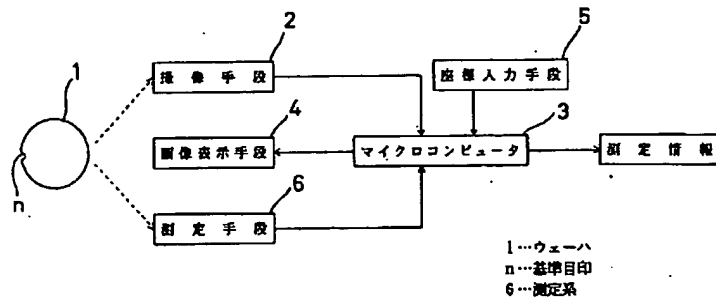 2
5
1
撮像手段
座標入力手段
4
3
画像表示手段
マイクロコンピュータ
測定情報
n
6
測定手段
1…ウェーハ
n…基準目印
6…測定系